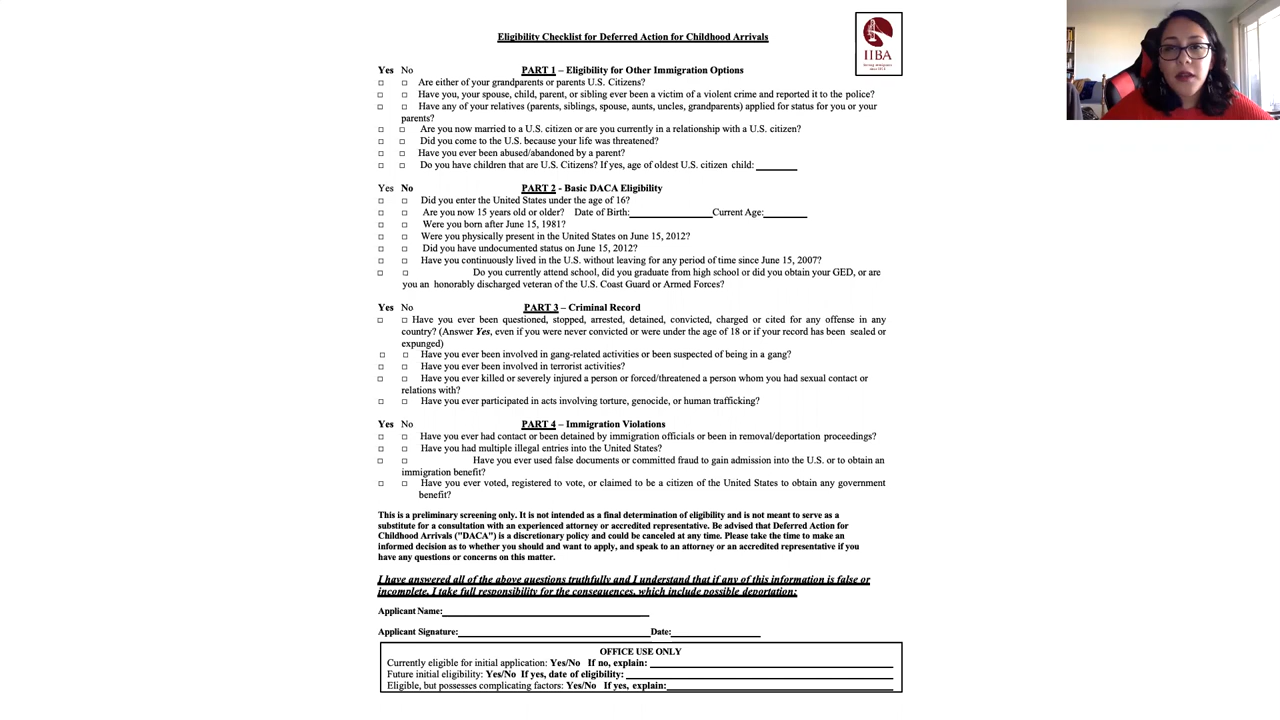 Eligibility Checklist for Deferred Action for Childhood Arrivals
IIBA
Yes No PART 1 – Eligibility for Other Immigration Options
□ □ Are either of your grandparents or parents U.S. Citizens?
□ □ Have you, your spouse, child, parent, or sibling ever been a victim of a violent crime and reported it to the police?
□ □ Have any of your relatives (parents, siblings, spouse, aunts, uncles, grandparents) applied for status for you or your
parents?
□ □ Are you now married to a U.S. citizen or are you currently in a relationship with a U.S. citizen?
□ □ Did you come to the U.S. because your life was threatened?
□ □ Have you ever been abused/abandoned by a parent?
□ □ Do you have children that are U.S. Citizens? If yes, age of oldest U.S. citizen child: ________
Yes No PART 2 - Basic DACA Eligibility
□ □ Did you enter the United States under the age of 16?
□ □ Are you now 15 years old or older? Date of Birth:________________Current Age:________
□ □ Were you born after June 15, 1981?
□ □ Were you physically present in the United States on June 15, 2012?
□ □ Did you have undocumented status on June 15, 2012?
□ □ Have you continuously lived in the U.S. without leaving for any period of time since June 15, 2007?
□ □ Do you currently attend school, did you graduate from high school or did you obtain your GED, or are
you an honorably discharged veteran of the U.S. Coast Guard or Armed Forces?
Yes No PART 3 – Criminal Record
□ □ Have you ever been questioned, stopped, arrested, detained, convicted, charged or cited for any offense in any
country? (Answer Yes, even if you were never convicted or were under the age of 18 or if your record has been sealed or
expunged)
□ □ Have you ever been involved in gang-related activities or been suspected of being in a gang?
□ □ Have you ever been involved in terrorist activities?
□ □ Have you ever killed or severely injured a person or forced/threatened a person whom you had sexual contact or
relations with?
□ □ Have you ever participated in acts involving torture, genocide, or human trafficking?
Yes No PART 4 – Immigration Violations
□ □ Have you ever had contact or been detained by immigration officials or been in removal/deportation proceedings?
□ □ Have you had multiple illegal entries into the United States?
□ □ Have you ever used false documents or committed fraud to gain admission into the U.S. or to obtain an
immigration benefit?
□ □ Have you ever voted, registered to vote, or claimed to be a citizen of the United States to obtain any government
benefit?
This is a preliminary screening only. It is not intended as a final determination of eligibility and is not meant to serve as a
substitute for a consultation with an experienced attorney or accredited representative. Be advised that Deferred Action for
Childhood Arrivals ("DACA") is a discretionary policy and could be canceled at any time. Please take the time to make an
informed decision as to whether you should and want to apply, and speak to an attorney or an accredited representative if you
have any questions or concerns on this matter.
I have answered all of the above questions truthfully and I understand that if any of this information is false or
incomplete, I take full responsibility for the consequences, which include possible deportation:
Applicant Name:________________________________________
Applicant Signature:_____________________________________Date:_________________
OFFICE USE ONLY
Currently eligible for initial application: Yes/No If no, explain: ________________________________
Future initial eligibility: Yes/No If yes, date of eligibility: ____________________________________
Eligible, but possesses complicating factors: Yes/No If yes, explain:______________________________